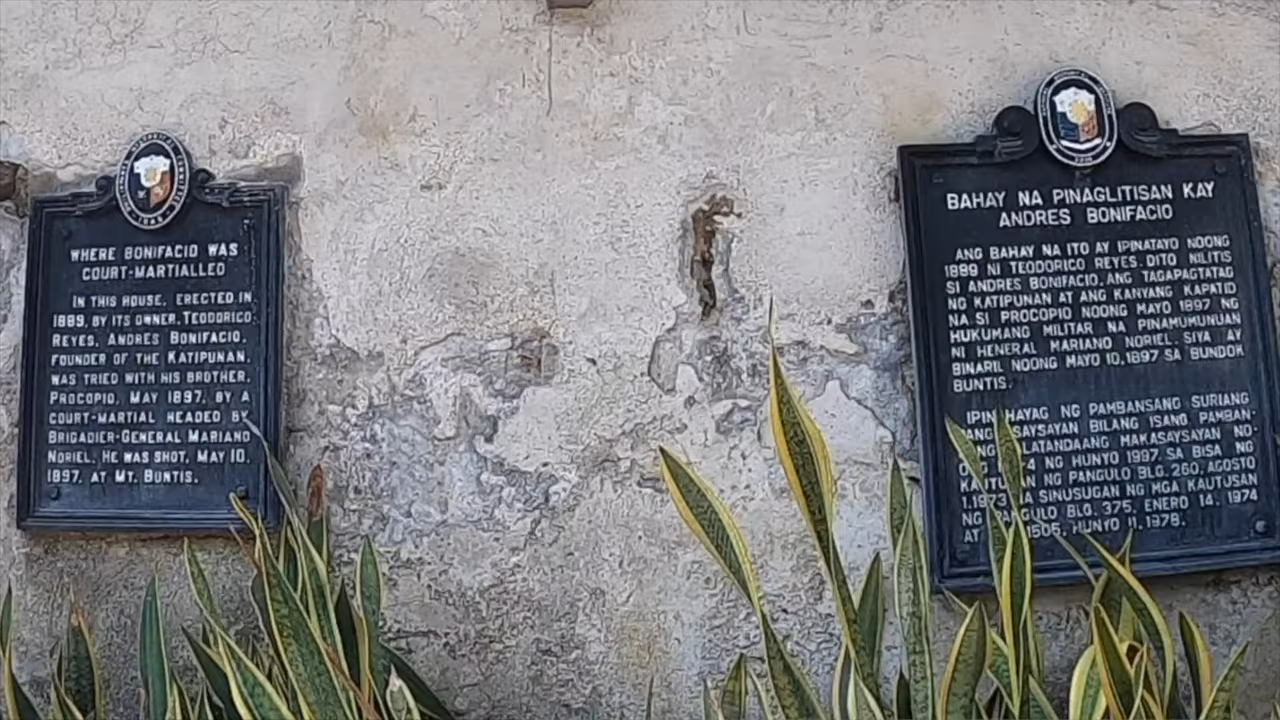 WHERE BONIFACIO WAS
COURT-MARTIALLED
IN THIS HOUSE, ERECTED IN
1889, BY ITS OWNER, TEODORICO
REYES, ANDRES BONIFACIO,
FOUNDER OF THE KATIPUNAN,
WAS TRIED WITH HIS BROTHER,
PROCOPIO, MAY 1897, BY A
COURT-MARTIAL HEADED BY
BRIGADIER-GENERAL MARIANO
NORIEL. HE WAS SHOT, MAY 10,
1897, AT MT. BUNTIS.
BAHAY NA PINAGLITISAN KAY
ANDRES BONIFACIO
ANG BAHAY NA ITO AY IPINATAYO NOONG
1889 NI TEODORICO REYES. DITO NILITIS
SI ANDRES BONIFACIO, ANG TAGAPAGTATAG
NG KATIPUNAN AT ANG KANYANG KAPATID
NA SI PROCOPIO NOONG MAYO 1897 NG
HUKUMANG MILITAR NA PINAMUMUNUAN
NI HENERAL MARIANO NORIEL. SIYA AY
BINARIL NOONG MAYO 10, 1897 SA BUNDOK
BUNTIS.
NG PAMBANSANG SURIANG
BILANG ISANG PAMBAN-
MAKASAYSAYAN NO-
NG HUNYO 1997. SA BISA NG
NG PANGULO BLG. 260, AGOSTO
1, 1973 NA SINUSUGAN NG MGA KAUTUSAN
NG PANGULO BLG. 375, ENERO 14, 1974
AT 1505, HUNYO 11, 1978.